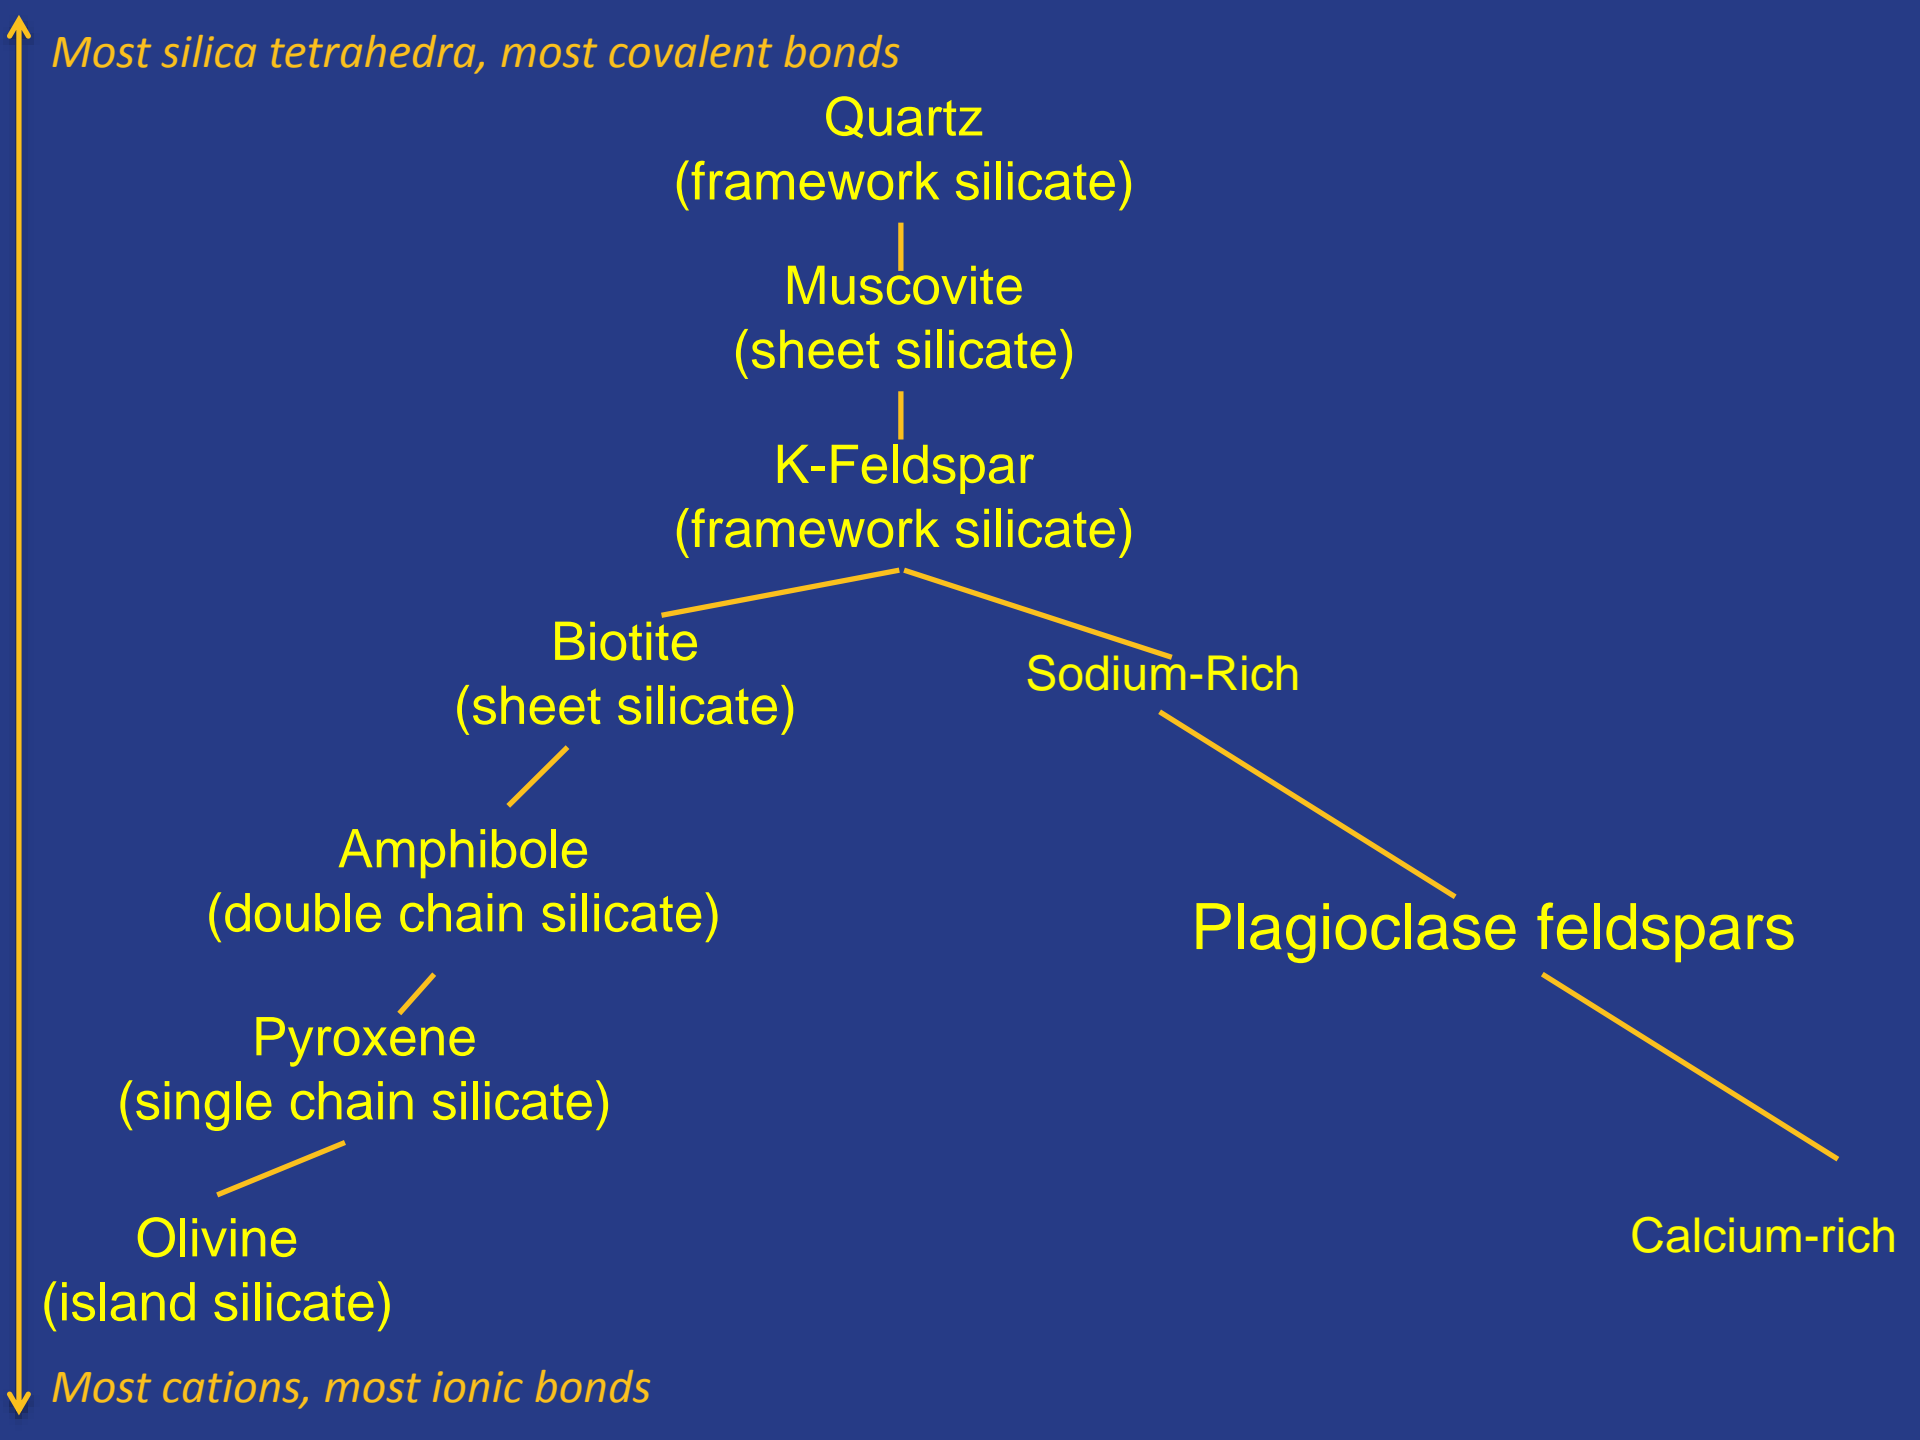 Most silica tetrahedra, most covalent bonds
Quartz
(framework silicate)
Muscovite
(sheet silicate)
K-Feldspar
(framework silicate)
Biotite
(sheet silicate)
Sodium-Rich
Amphibole
(double chain silicate)
Plagioclase feldspars
Pyroxene
(single chain silicate)
Olivine
(island silicate)
Calcium-rich
Most cations, most ionic bonds